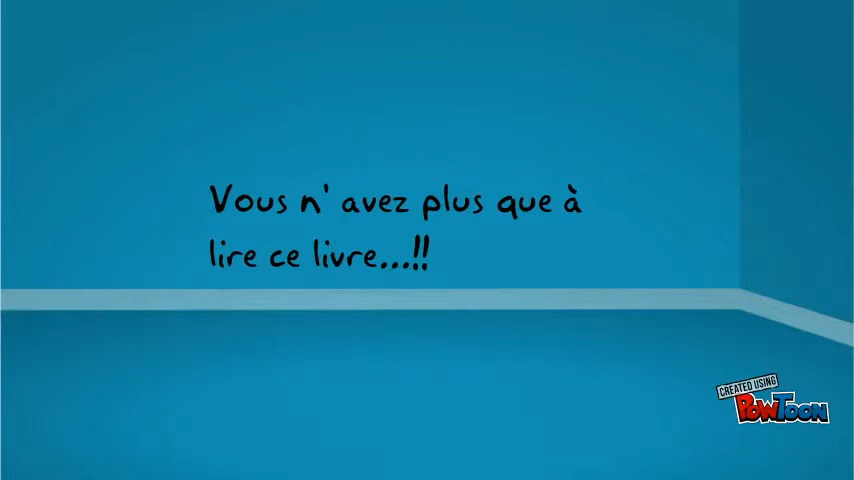 Vous n' avez plus que à
lire ce livre...!!
CREATED USING
POWTOON